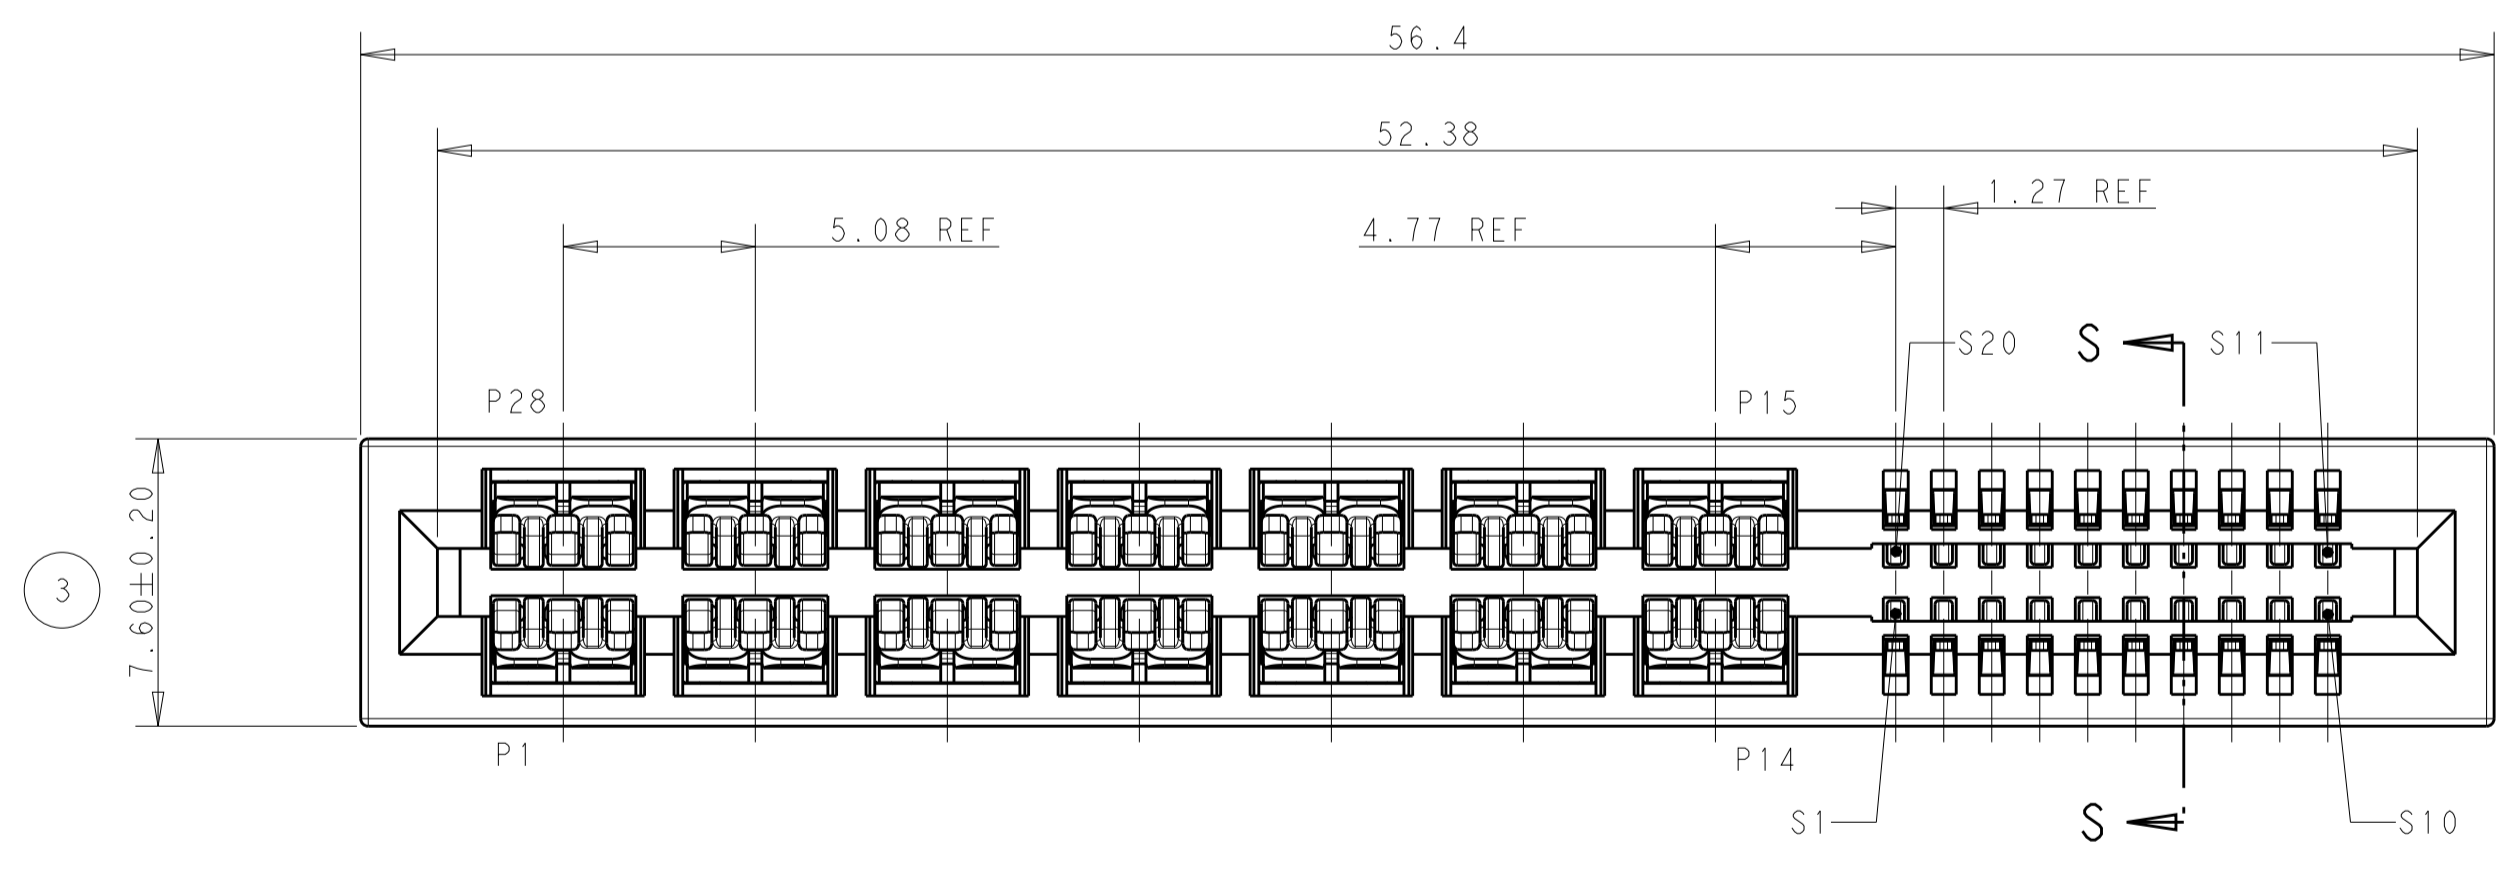 56.4
52.38
1.27 REF
5.08 REF
4.77 REF
S
S20
S11
P28
P15
7.60±0.20
3
P1
P14
S1
S
S10